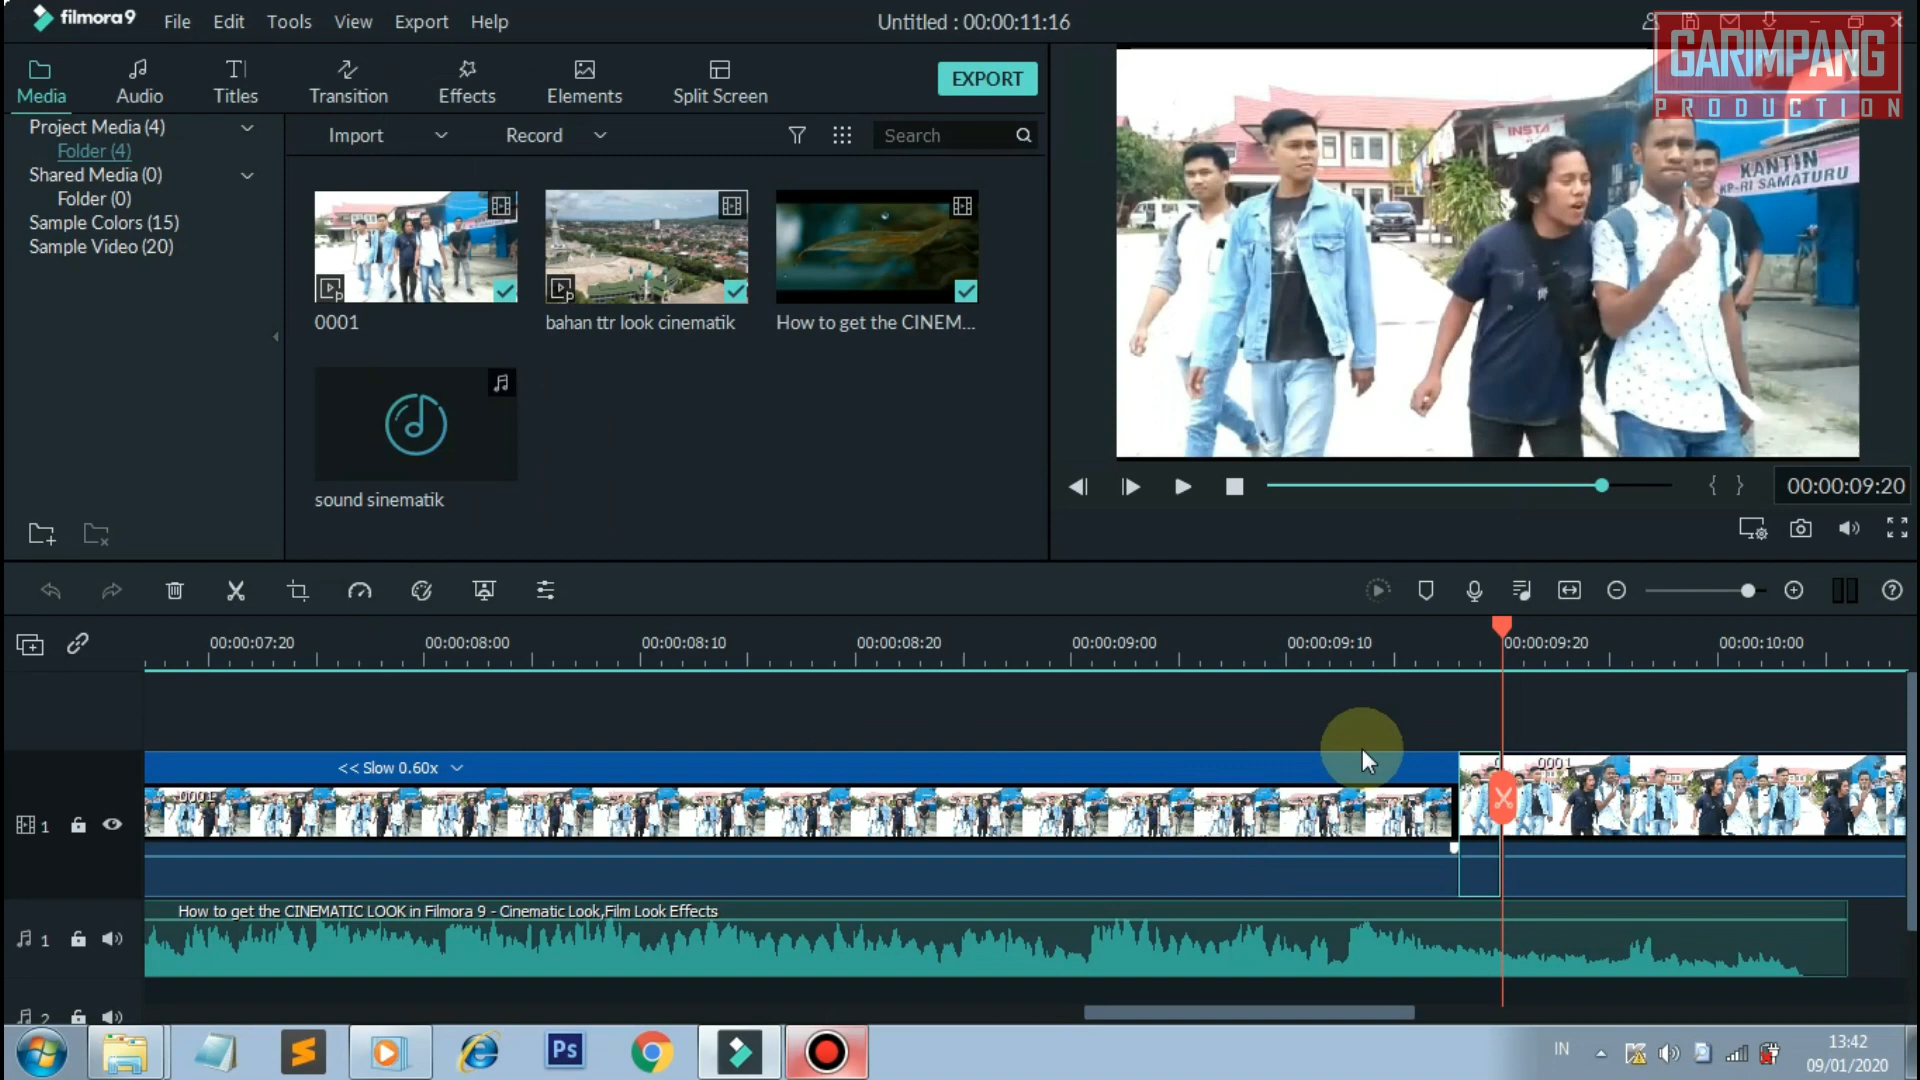 filmora9 File Edit Tools View Export Help Untitled : 00:00:11:16
GARIMPANG
PRODUCTION
Media Audio Titles Transition Effects Elements Split Screen EXPORT
Project Media (4)
Folder (4)
Shared Media (0)
Folder (0)
Sample Colors (15)
Sample Video (20)
Import Record Search
0001 bahan ttr look cinematik How to get the CINEM...
sound sinematik
INSTA
KANTIN
KP-RI SAMATURU
00:00:09:20
00:00:07:20 00:00:08:00 00:00:08:10 00:00:08:20 00:00:09:00 00:00:09:10 00:00:09:20 00:00:10:00
<< Slow 0.60x
0001 0001
1
How to get the CINEMATIC LOOK in Filmora 9 - Cinematic Look,Film Look Effects
1
2
Ps
IN
13:42
09/01/2020